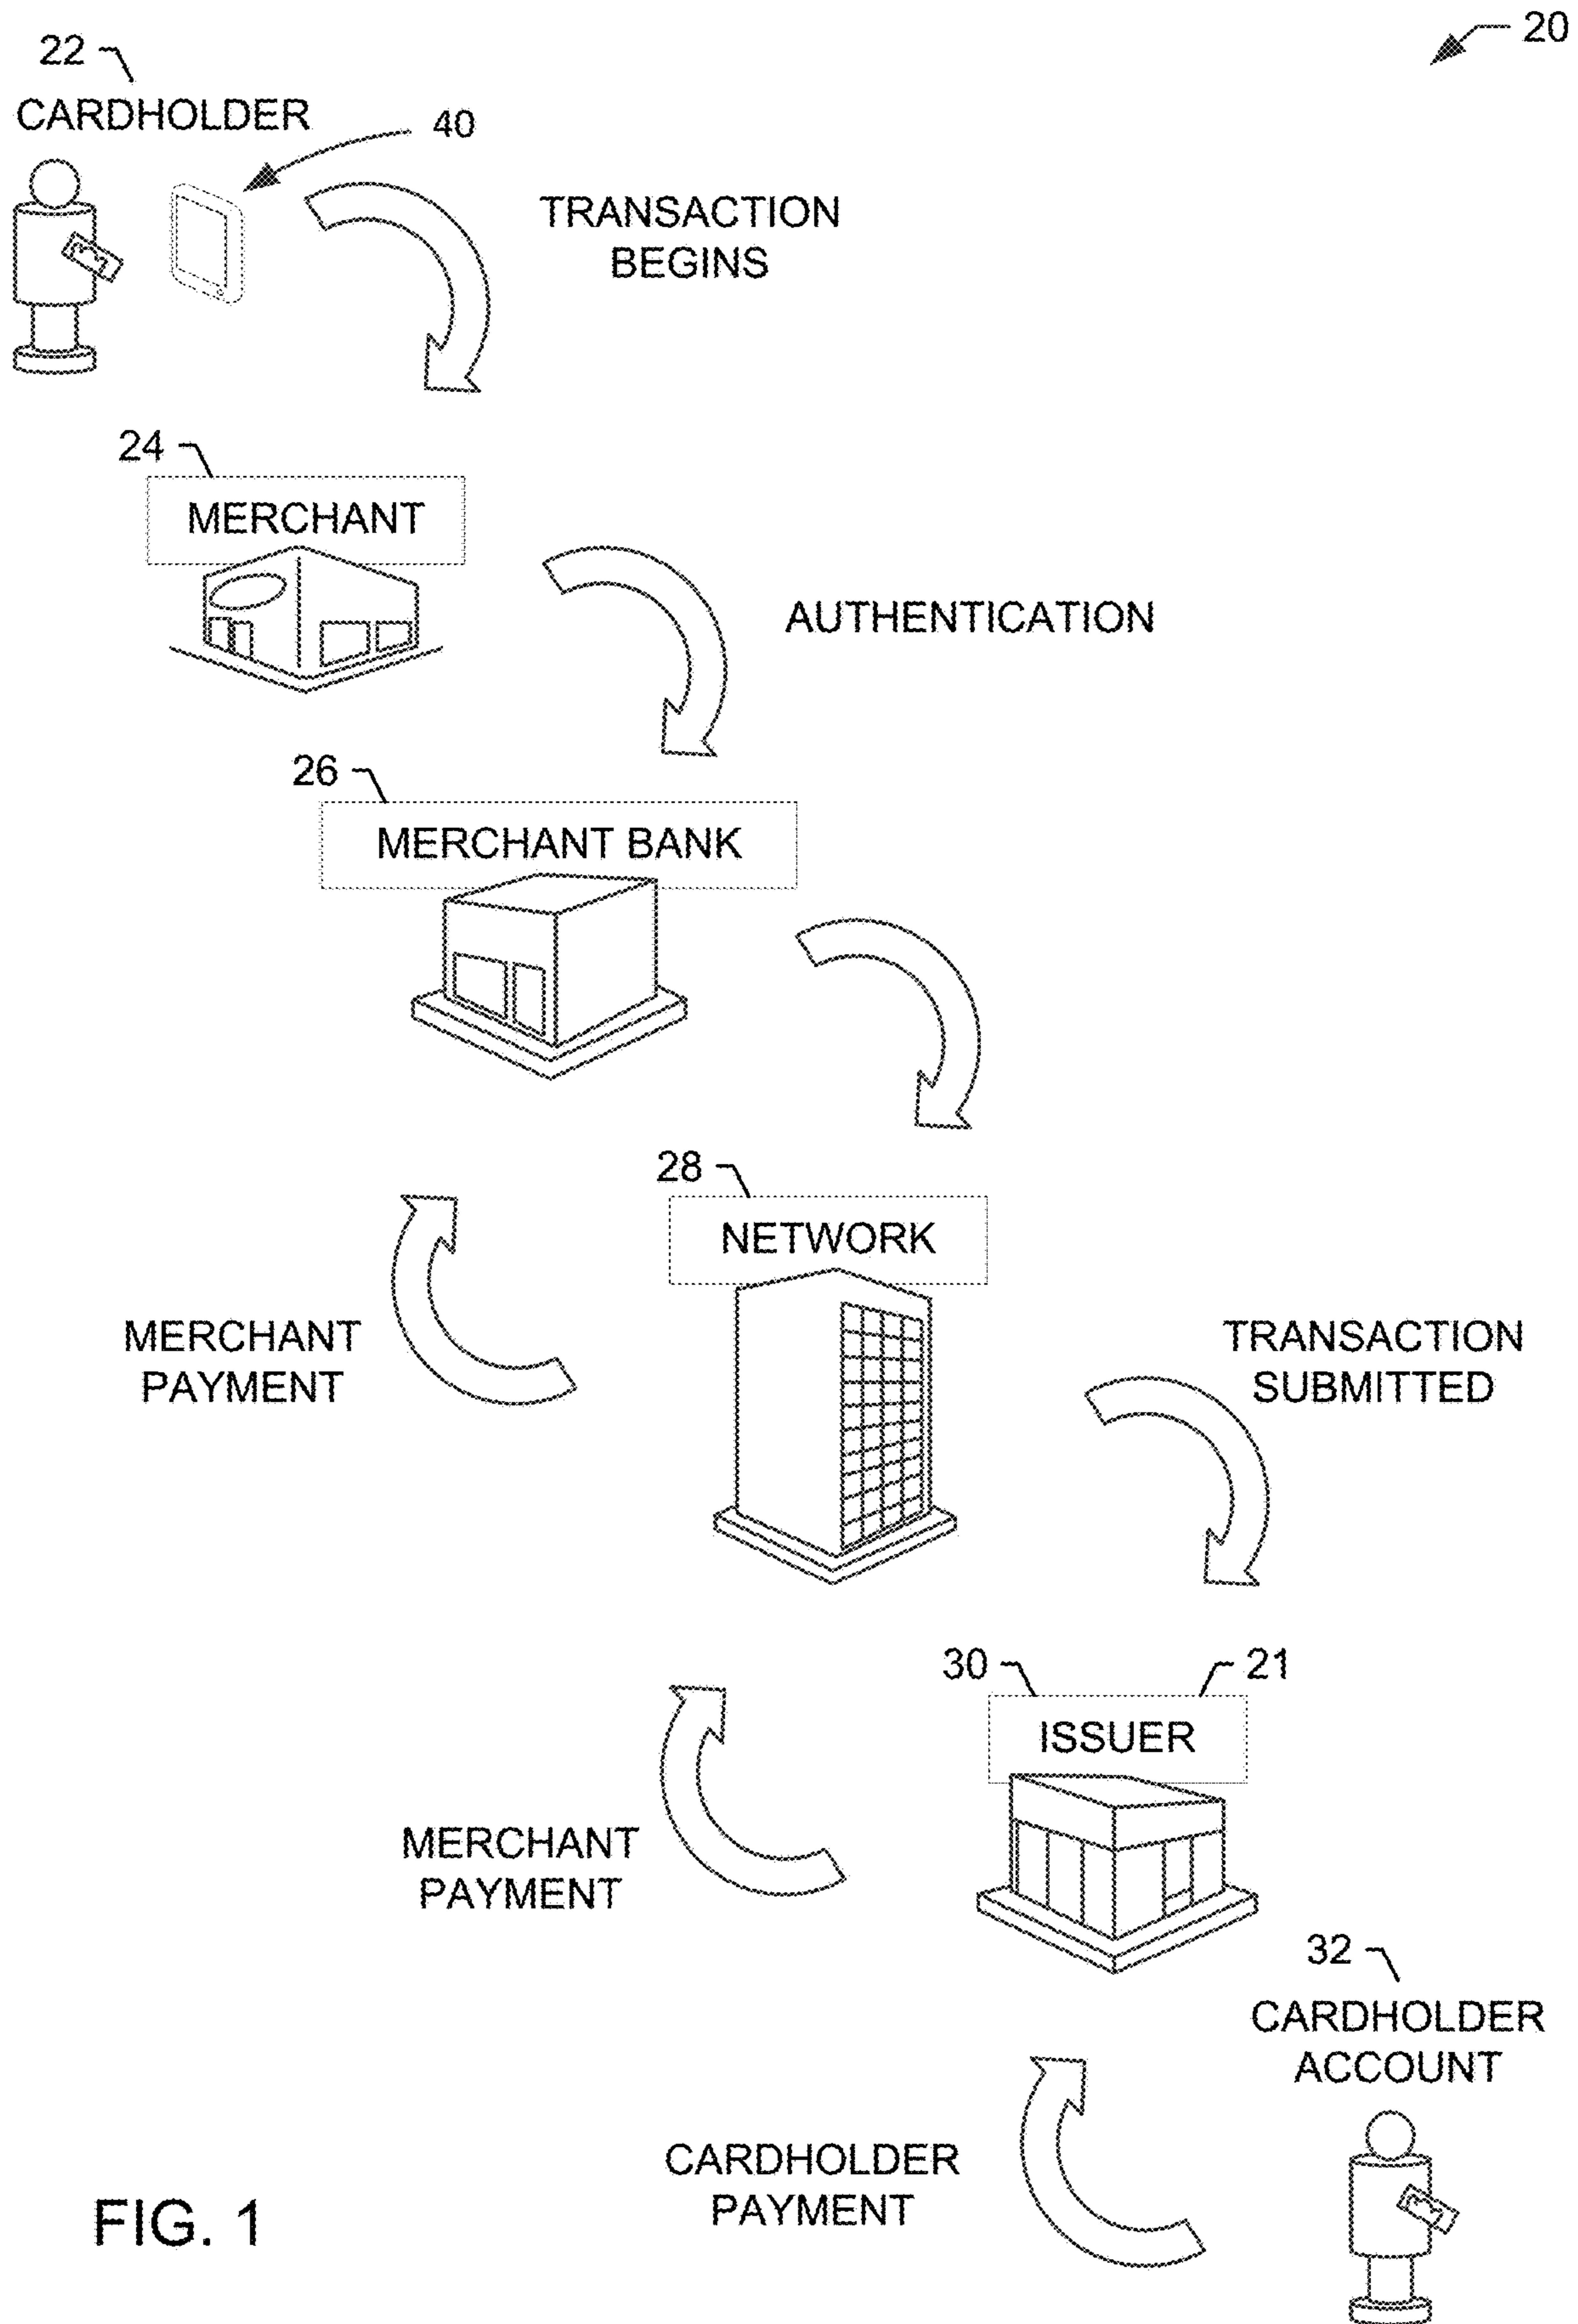 20
22
CARDHOLDER
40
TRANSACTION
BEGINS
24
MERCHANT
AUTHENTICATION
26
MERCHANT BANK
28
NETWORK
MERCHANT
PAYMENT
TRANSACTION
SUBMITTED
30
21
ISSUER
MERCHANT
PAYMENT
32
CARDHOLDER
ACCOUNT
CARDHOLDER
PAYMENT
FIG. 1